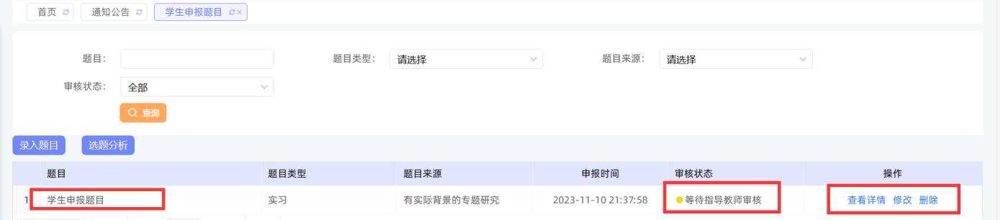 首页 通知公告 学生申报题目
题目： 题目类型： 请选择 题目来源： 请选择
审核状态： 全部
查询
录入题目 选题分析
题目 题目类型 题目来源 申报时间 审核状态 操作
1 学生申报题目 实习 有实际背景的专题研究 2023-11-10 21:37:58 等待指导教师审核 查看详情 修改 删除